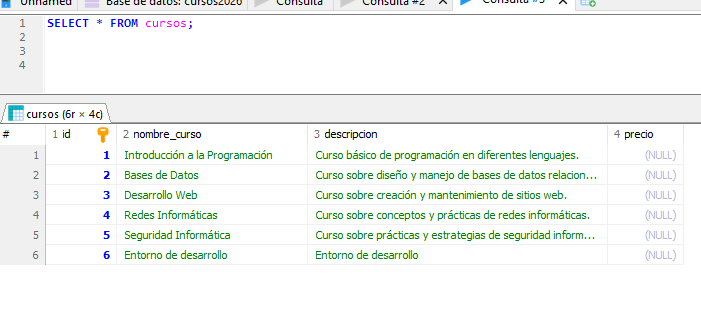 Unnamed Base de datos: cursos2026 Consulta Consulta #2 Consulta #3
1 SELECT * FROM cursos;
2
3
4
cursos (6r × 4c)
# 1 id 2 nombre_curso 3 descripcion 4 precio
1 1 Introducción a la Programación Curso básico de programación en diferentes lenguajes. (NULL)
2 2 Bases de Datos Curso sobre diseño y manejo de bases de datos relacion... (NULL)
3 3 Desarrollo Web Curso sobre creación y mantenimiento de sitios web. (NULL)
4 4 Redes Informáticas Curso sobre conceptos y prácticas de redes informáticas. (NULL)
5 5 Seguridad Informática Curso sobre prácticas y estrategias de seguridad inform... (NULL)
6 6 Entorno de desarrollo Entorno de desarrollo (NULL)